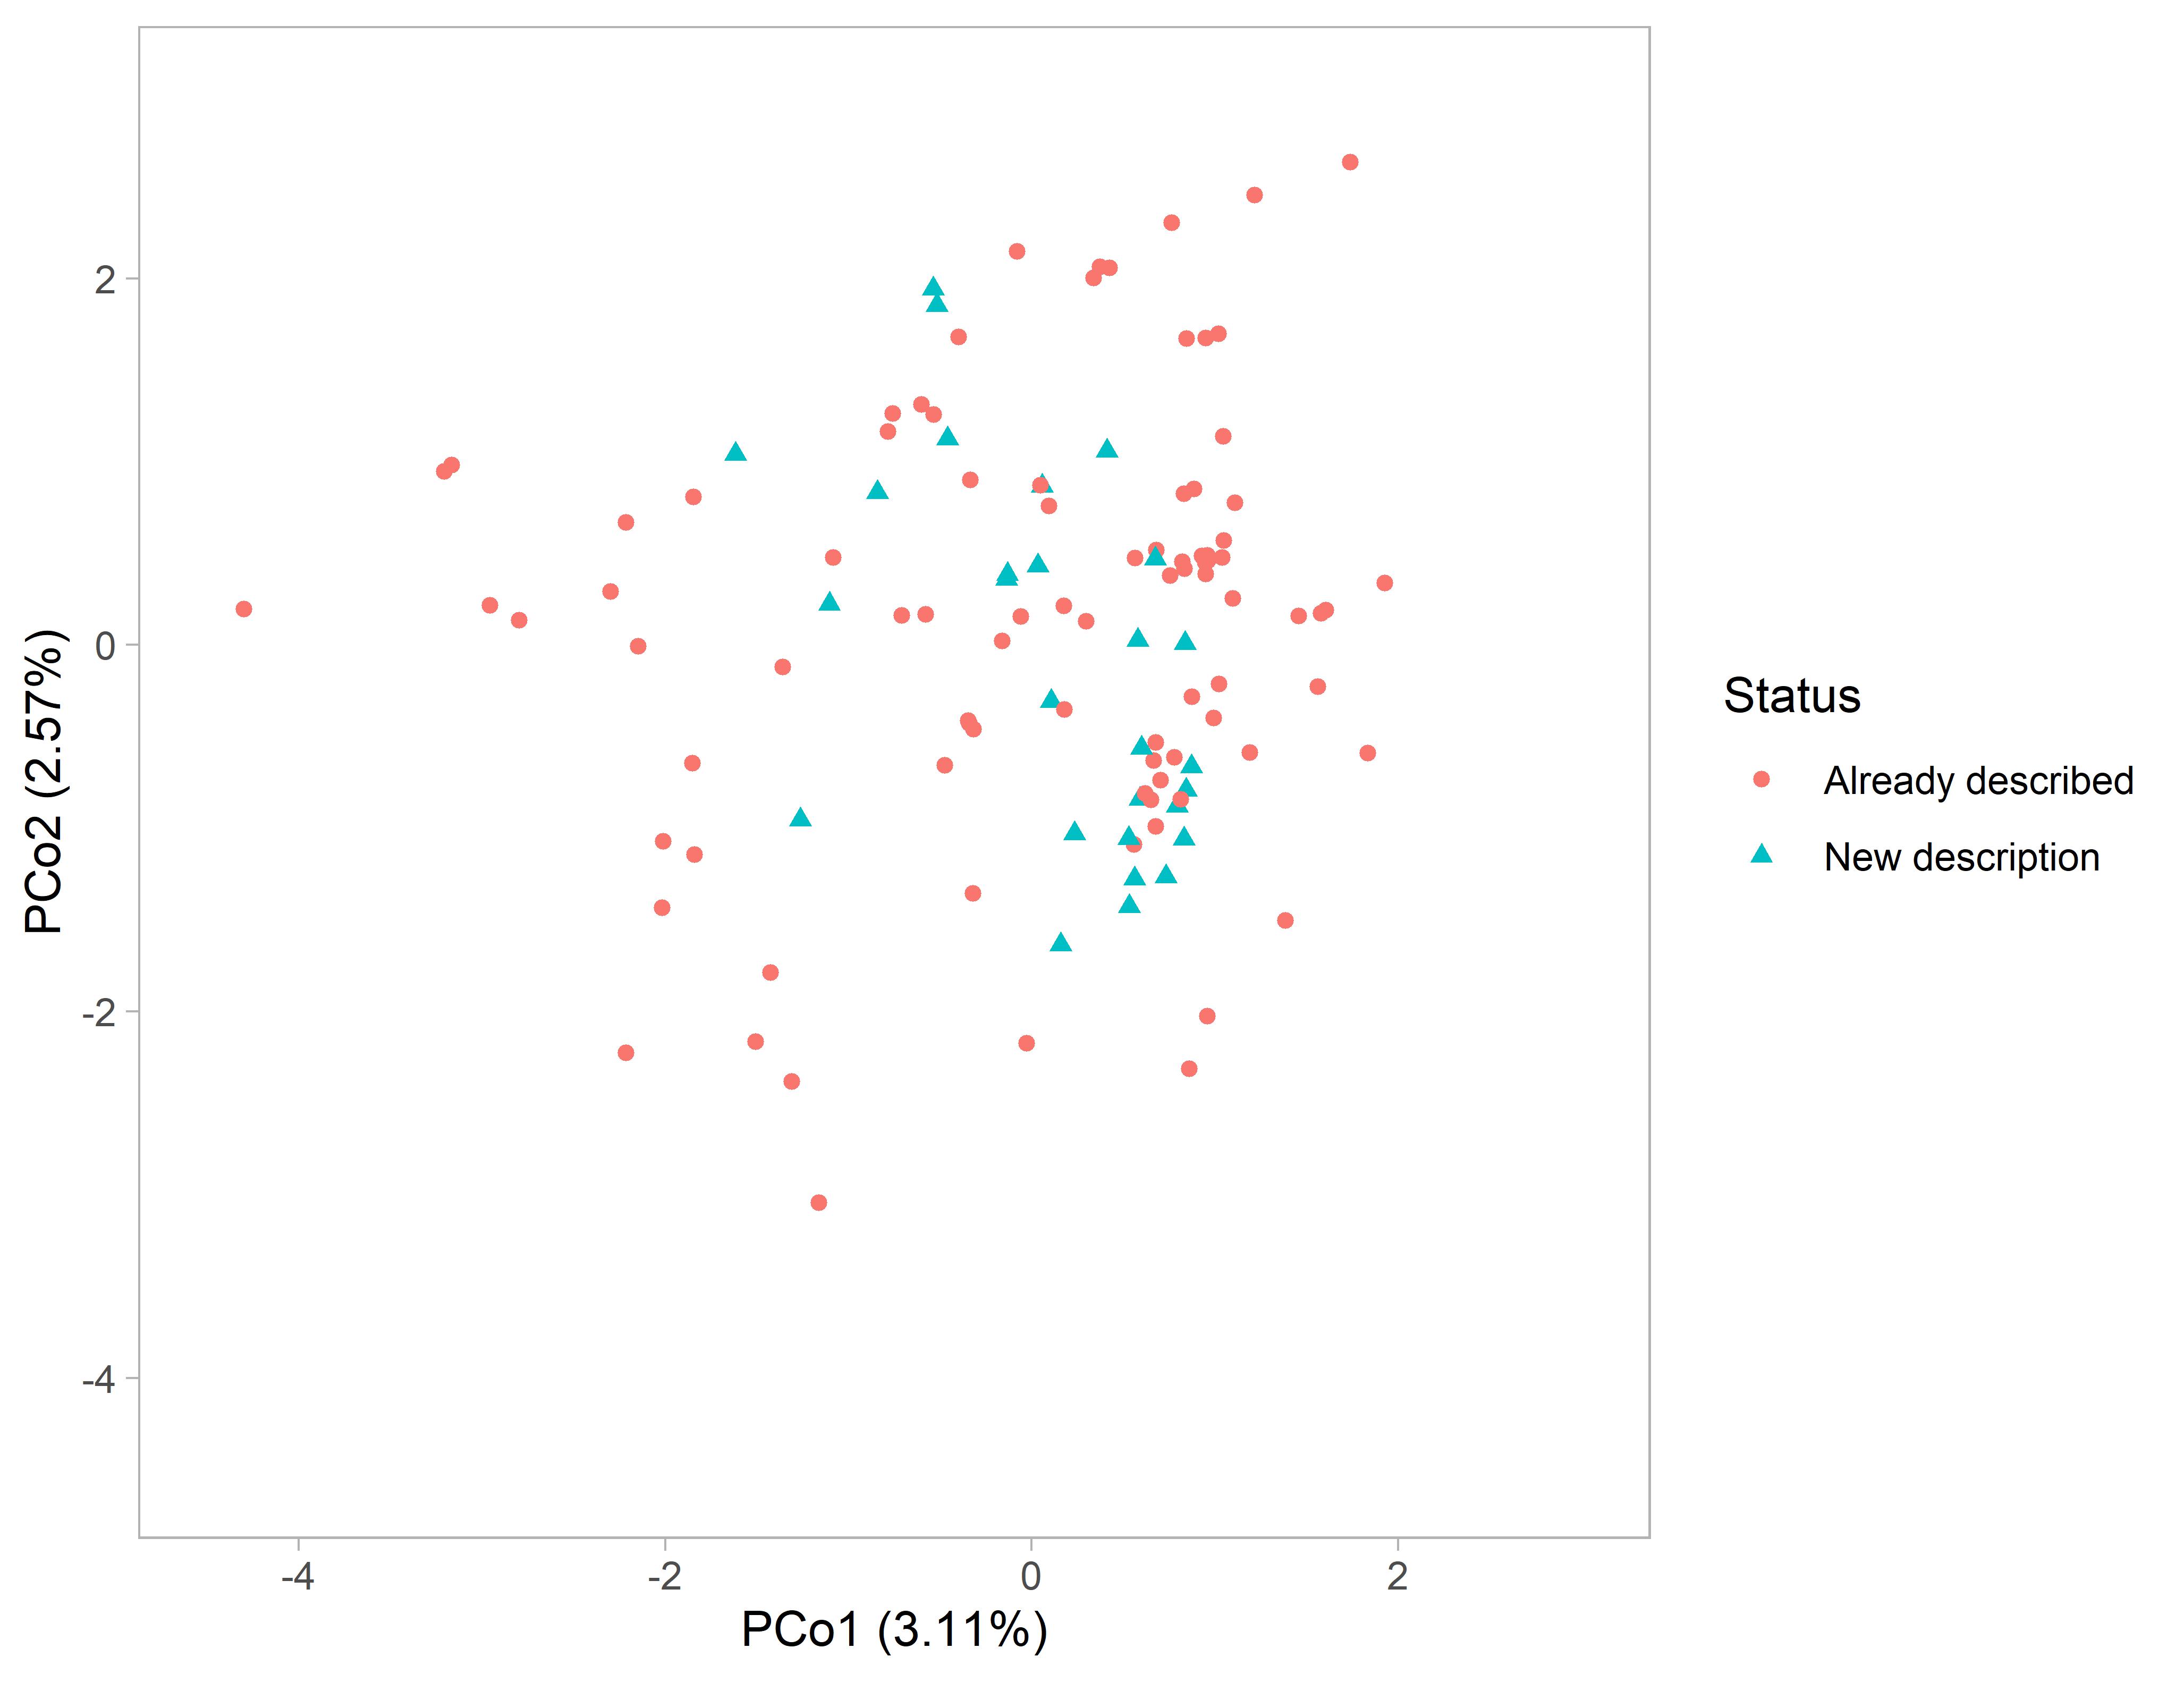 PCo2 (2.57%)
2
0
-2
-4
-4
-2
0
2
PCo1 (3.11%)
Status
Already described
New description